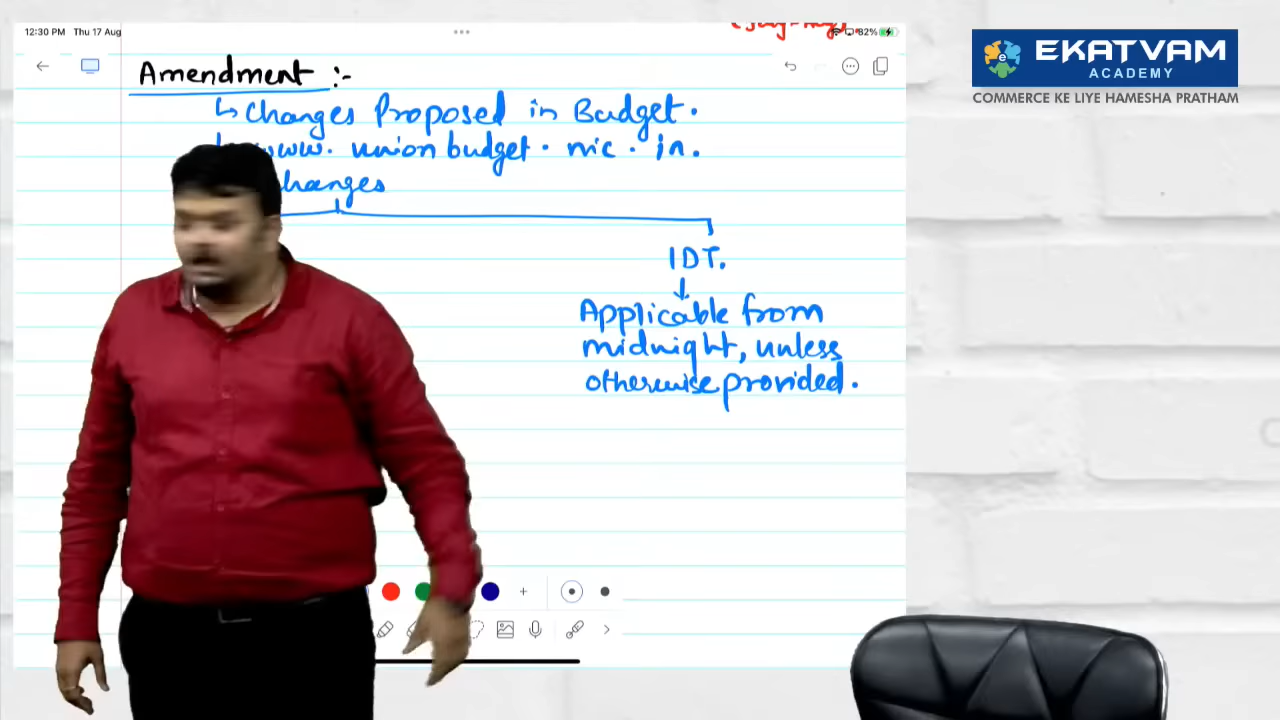 12:30 PM Thu 17 Aug
82%
EKATVAM
ACADEMY
COMMERCE KE LIYE HAMESHA PRATHAM
Amendment :-
↳ Changes Proposed in Budget.
www. union budget. nic. in.
changes
IDT.
↓
Applicable from
midnight, unless
otherwise provided.